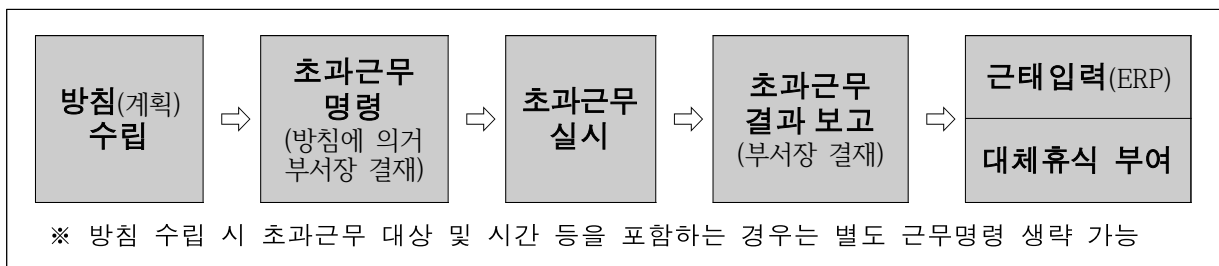 방침(계획)
수립
⇨
초과근무
명령
(방침에 의거
부서장 결재)
⇨
초과근무
실시
⇨
초과근무
결과 보고
(부서장 결재)
⇨
근태입력(ERP)
대체휴식 부여
※ 방침 수립 시 초과근무 대상 및 시간 등을 포함하는 경우는 별도 근무명령 생략 가능